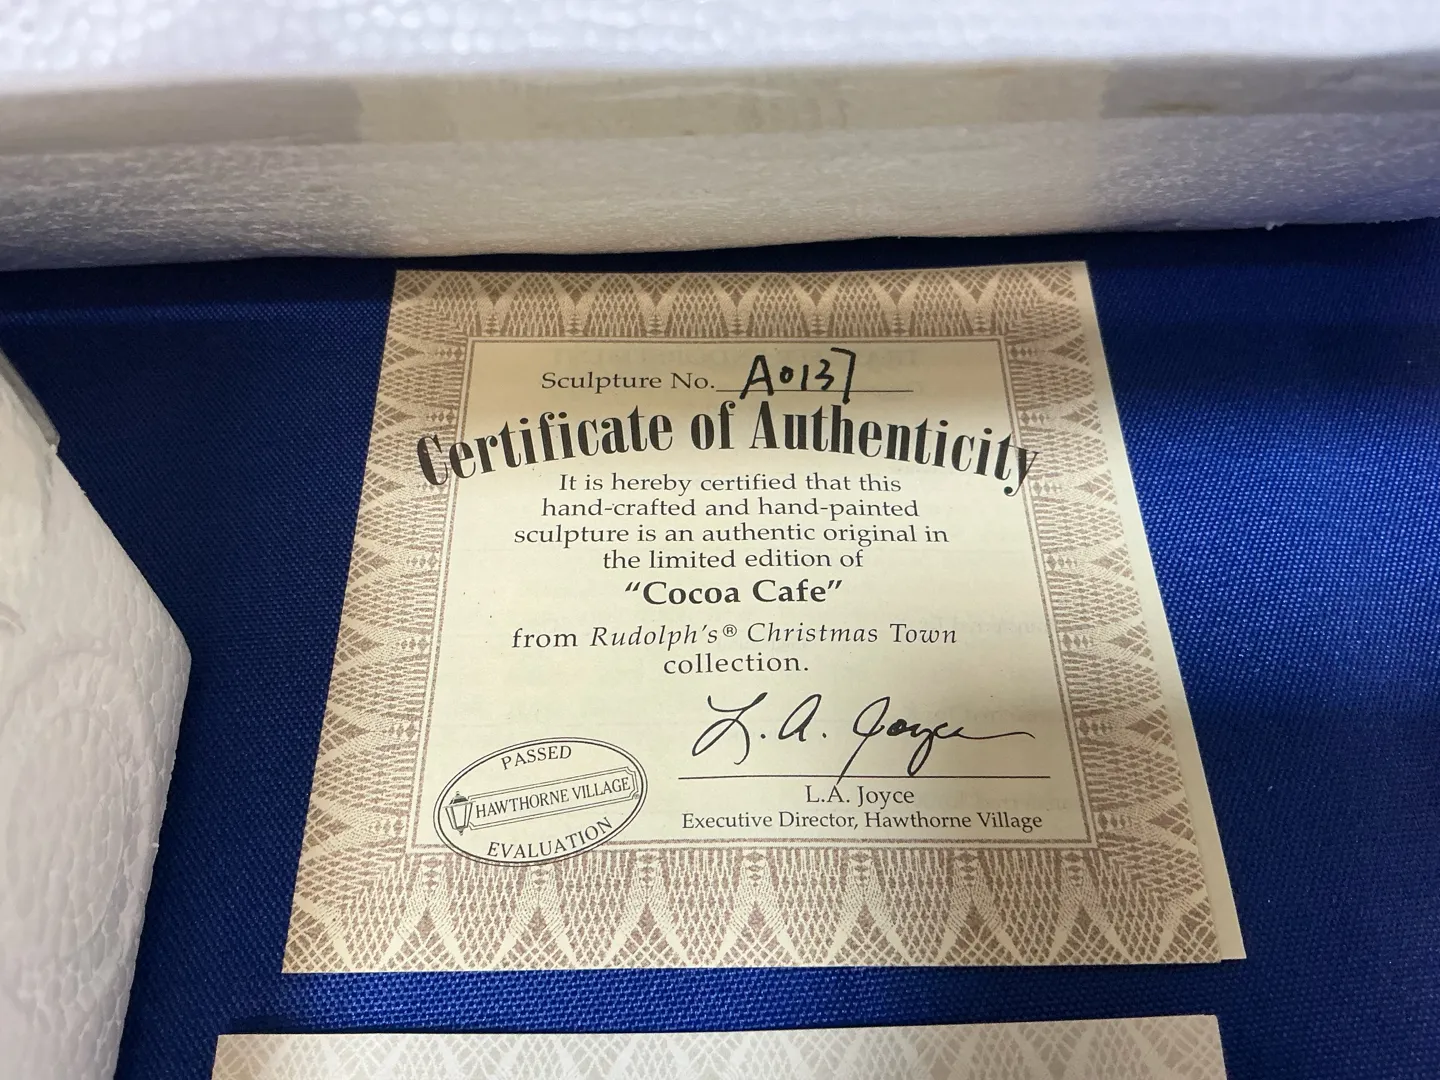 Sculpture No. A0137
Certificate of Authenticity
It is hereby certified that this
hand-crafted and hand-painted
sculpture is an authentic original in
the limited edition of
“Cocoa Cafe”
from Rudolph's® Christmas Town
collection.
L. A. Joyce
L.A. Joyce
Executive Director, Hawthorne Village
PASSED
HAWTHORNE VILLAGE
EVALUATION